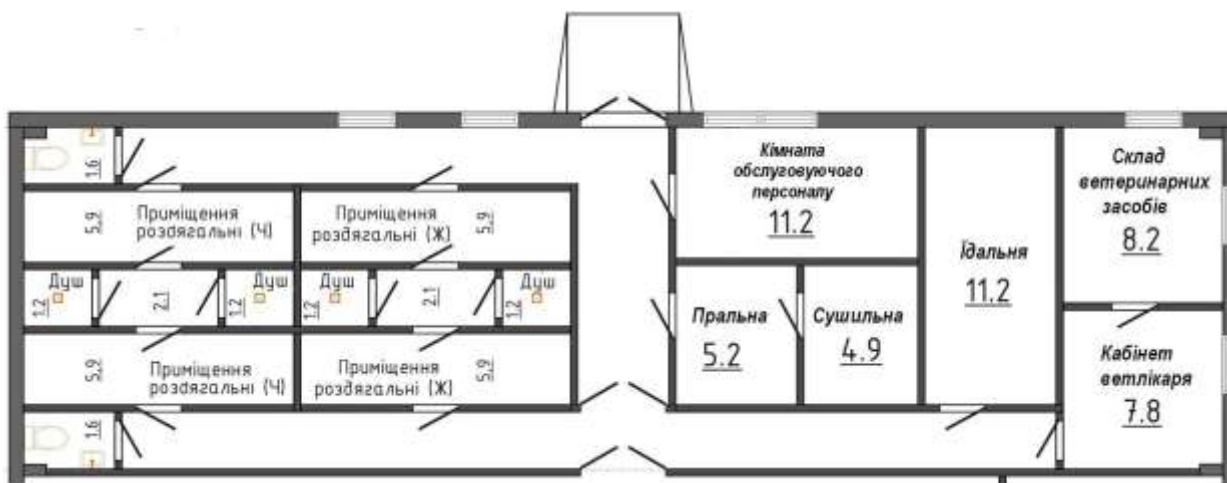 1.6
Кімната
обслуговуючого
персоналу
11.2
Склад
ветеринарних
засобів
8.2
5.9
Приміщення
роздягальні (Ч)
Приміщення
роздягальні (Ж)
5.9
Їдальня
11.2
Душ
1.2
2.1
Душ
1.2
Душ
1.2
2.1
Душ
1.2
Пральна
5.2
Сушильна
4.9
Кабінет
ветлікаря
7.8
5.9
Приміщення
роздягальні (Ч)
Приміщення
роздягальні (Ж)
5.9
1.6